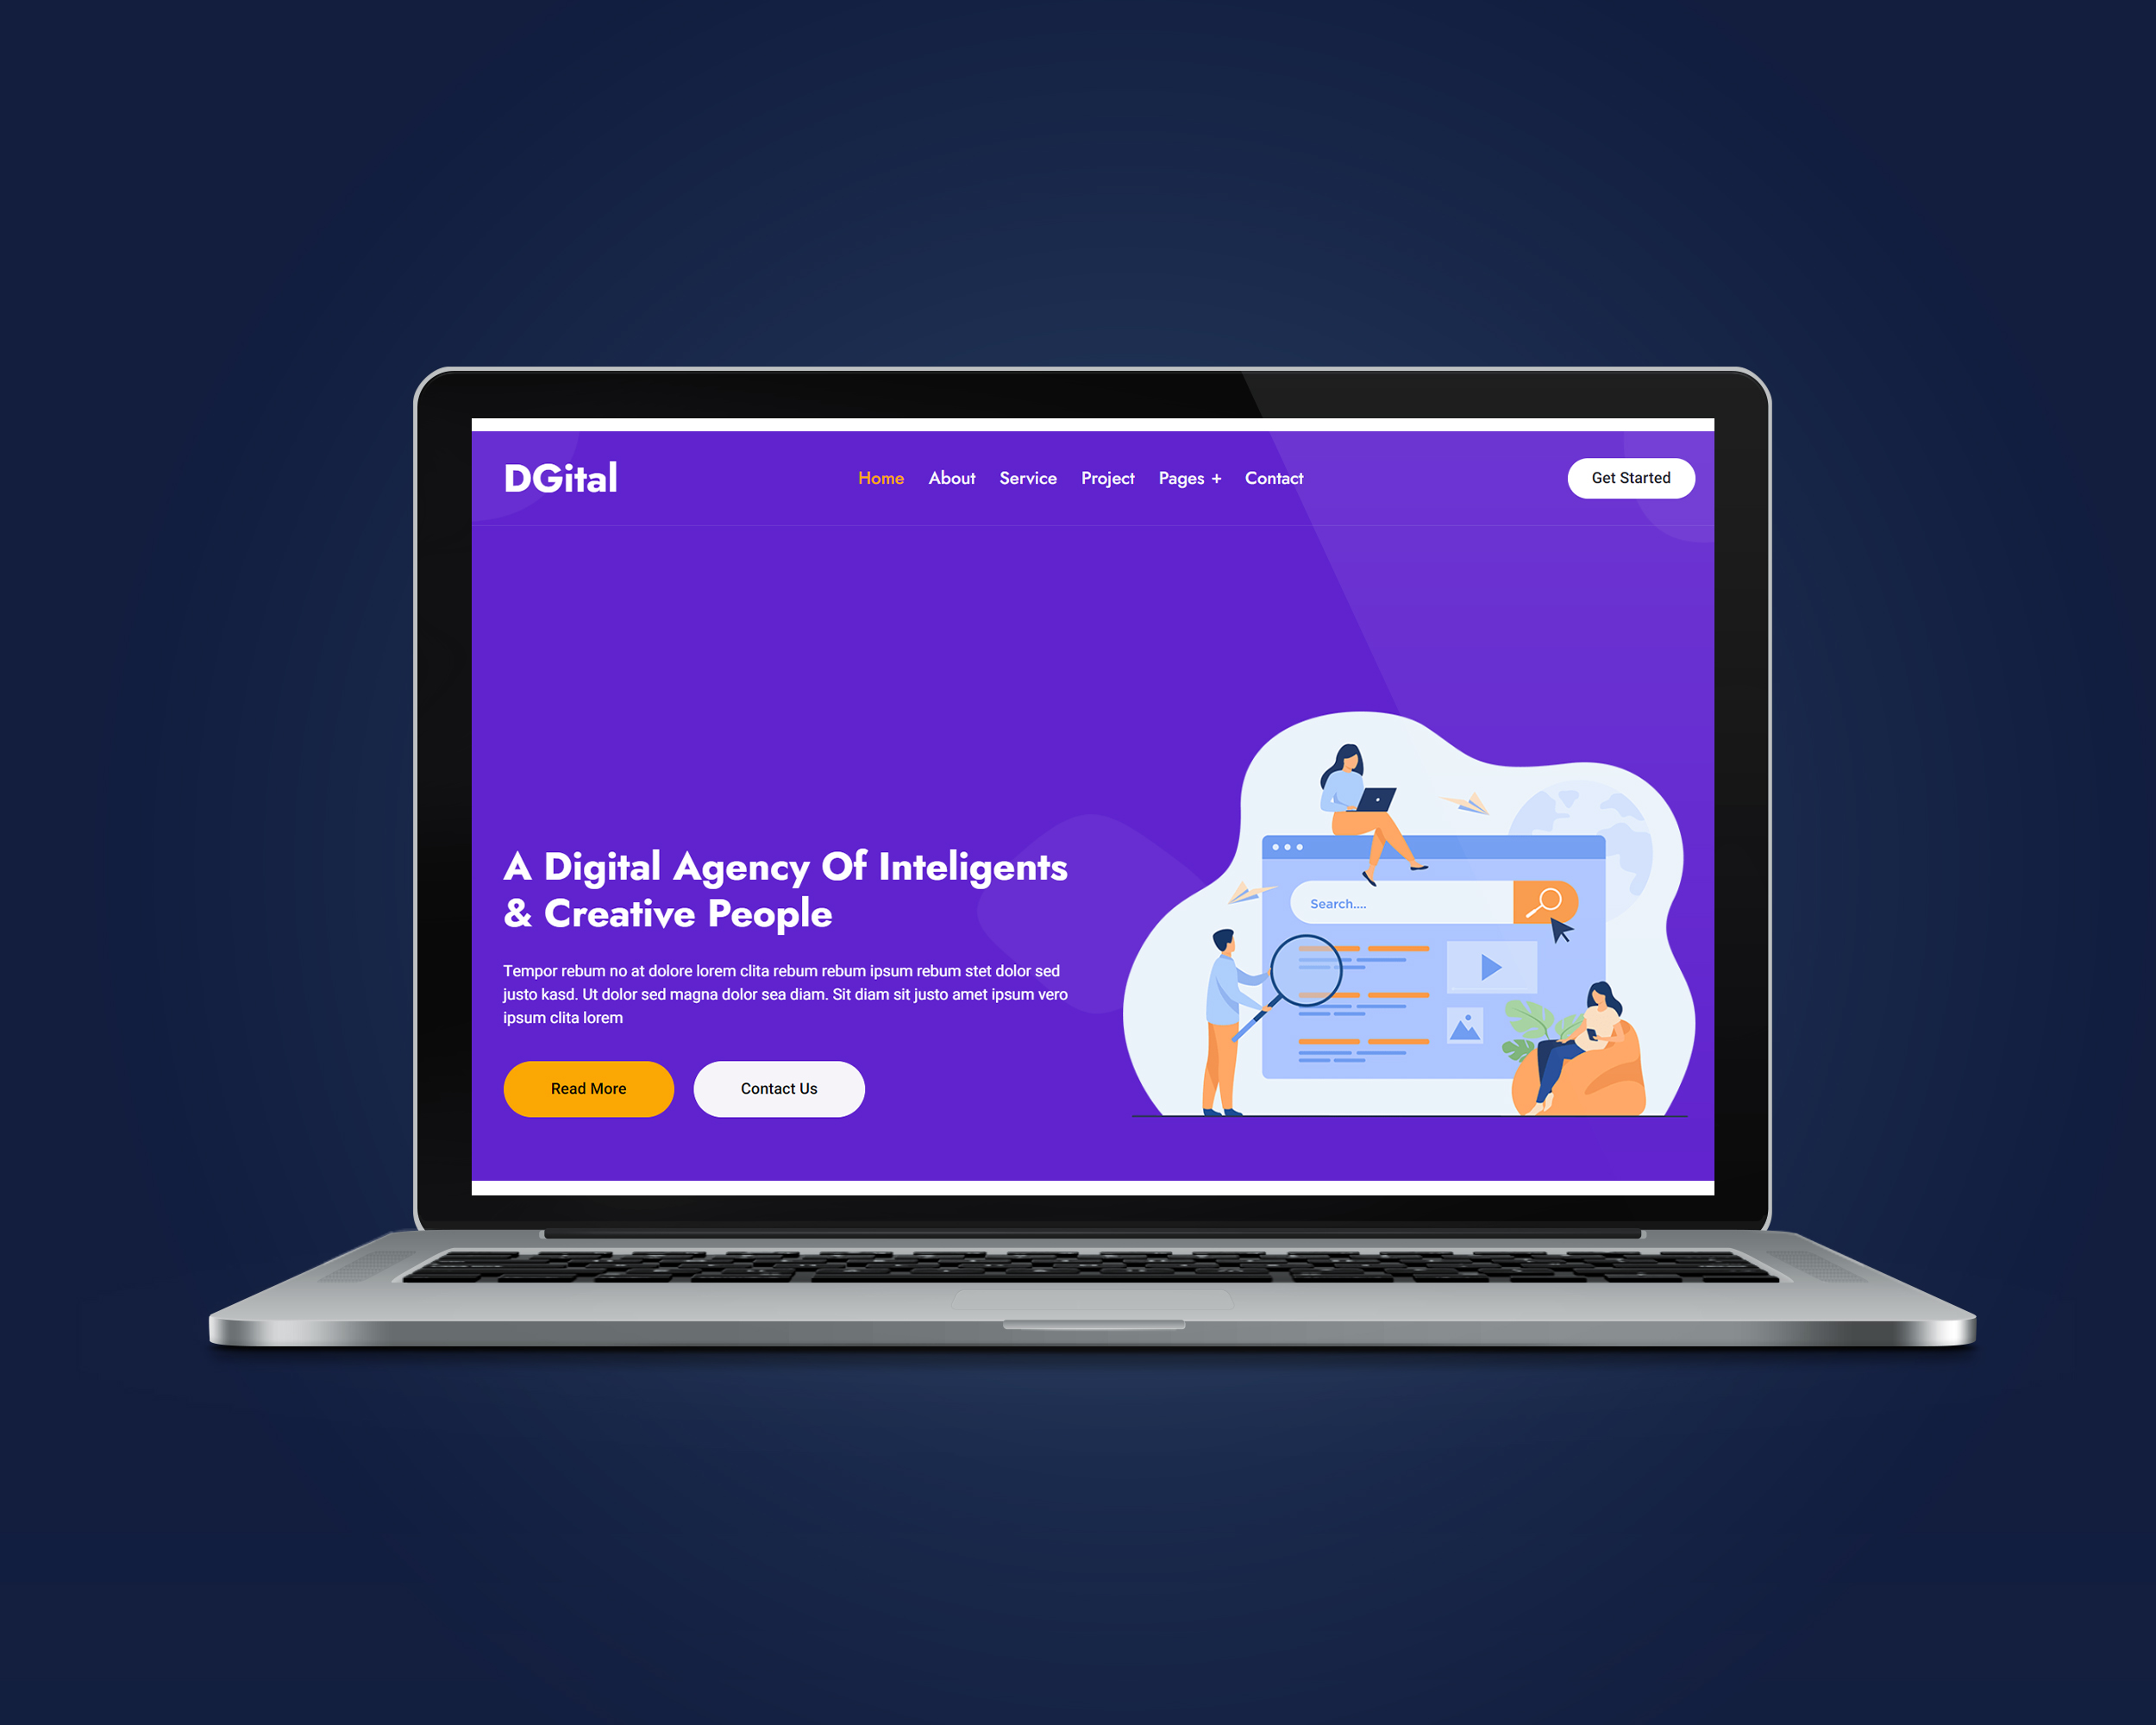 DGital
Home About Service Project Pages + Contact
Get Started
A Digital Agency Of Inteligents
& Creative People
Tempor rebum no at dolore lorem clita rebum rebum ipsum rebum stet dolor sed
justo kasd. Ut dolor sed magna dolor sea diam. Sit diam sit justo amet ipsum vero
ipsum clita lorem
Read More
Contact Us
Search....